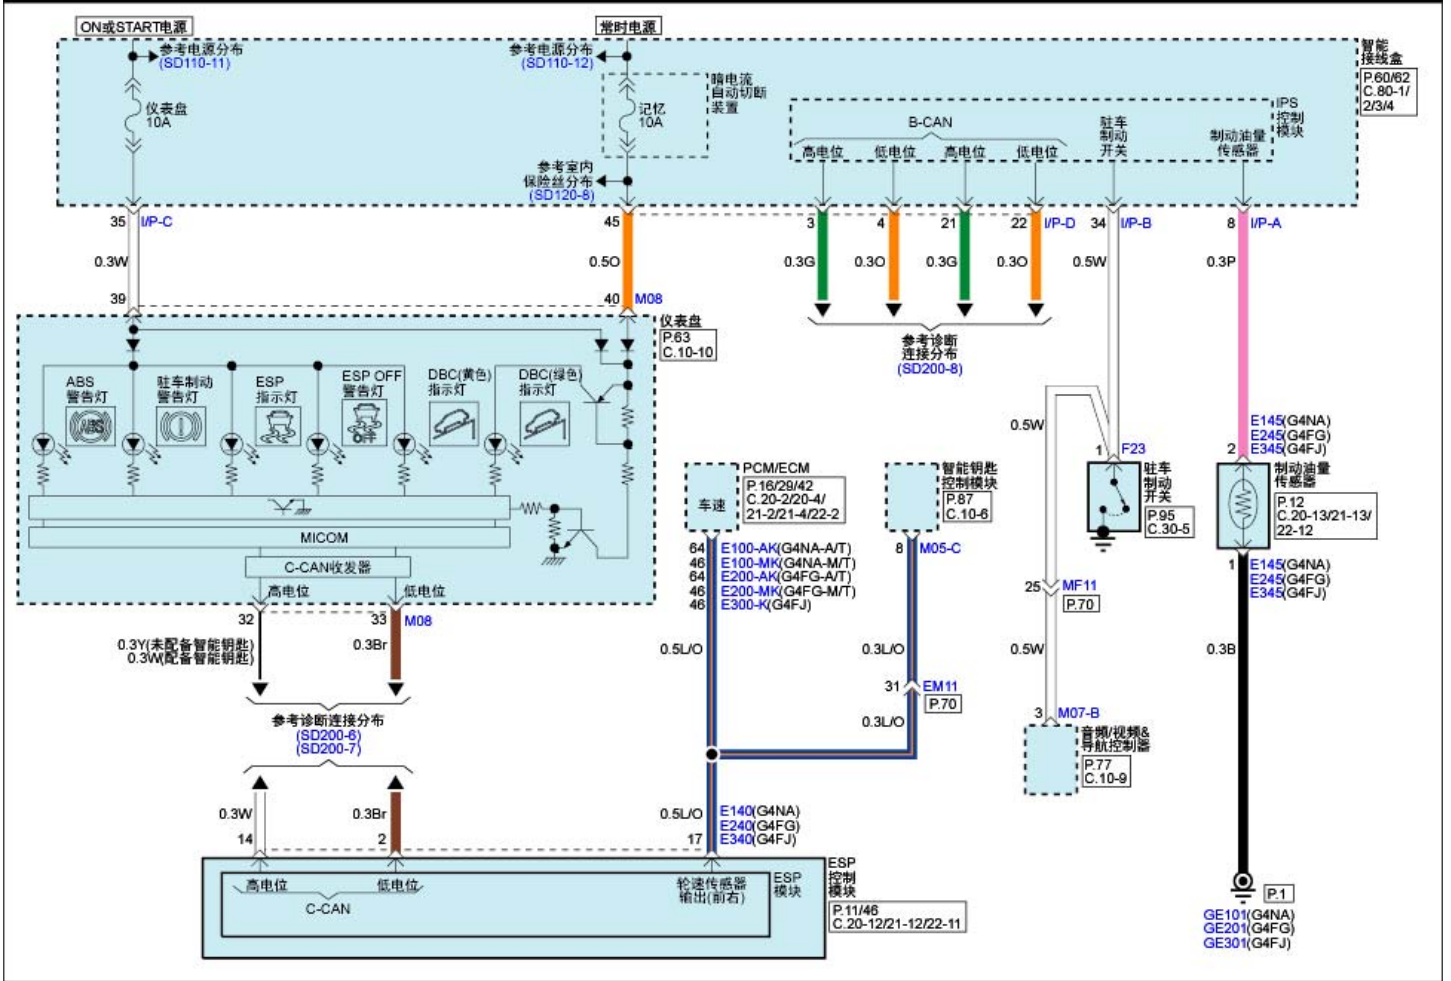 ON或START电源
常时电源
参考电源分布
(SD110-11)
参考电源分布
(SD110-12)
智能
接线盒
P.60/62
C.80-1/
2/3/4
仪表盘
10A
记忆
10A
暗电流
自动切断
装置
IPS
控制
模块
B-CAN
高电位
低电位
高电位
低电位
驻车
制动
开关
制动油量
传感器
参考室内
保险丝分布
(SD120-8)
35
I/P-C
45
3
4
21
22
I/P-D
34
I/P-B
8
I/P-A
0.3W
0.5O
0.3G
0.3O
0.3G
0.3O
0.5W
0.3P
39
40
M08
参考诊断
连接分布
(SD200-8)
仪表盘
P.63
C.10-10
ABS
警告灯
ABS
驻车制动
警告灯
ESP
指示灯
ESP OFF
警告灯
OFF
DBC(黄色)
指示灯
DBC(绿色)
指示灯
MICOM
C-CAN收发器
高电位
低电位
32
33
M08
0.3Y(未配备智能钥匙)
0.3W(配备智能钥匙)
0.3Br
参考诊断连接分布
(SD200-6)
(SD200-7)
0.3W
0.3Br
14
2
17
高电位
低电位
C-CAN
轮速传感器
输出(前右)
ESP
模块
ESP
控制
模块
P.11/46
C.20-12/21-12/22-11
车速
PCM/ECM
P.16/29/42
C.20-2/20-4/
21-2/21-4/22-2
64 E100-AK(G4NA-A/T)
46 E100-MK(G4NA-M/T)
64 E200-AK(G4FG-A/T)
46 E200-MK(G4FG-M/T)
46 E300-K(G4FJ)
0.5L/O
0.5L/O
E140(G4NA)
E240(G4FG)
E340(G4FJ)
智能钥匙
控制模块
P.87
C.10-6
8
M05-C
0.3L/O
31
EM11
P.70
0.3L/O
0.5W
1
F23
驻车
制动
开关
P.95
C.30-5
25
MF11
P.70
0.5W
3
M07-B
音频/视频&
导航控制器
P.77
C.10-9
E145(G4NA)
E245(G4FG)
2 E345(G4FJ)
制动油量
传感器
P.12
C.20-13/21-13/
22-12
1 E145(G4NA)
E245(G4FG)
E345(G4FJ)
0.3B
P.1
GE101(G4NA)
GE201(G4FG)
GE301(G4FJ)